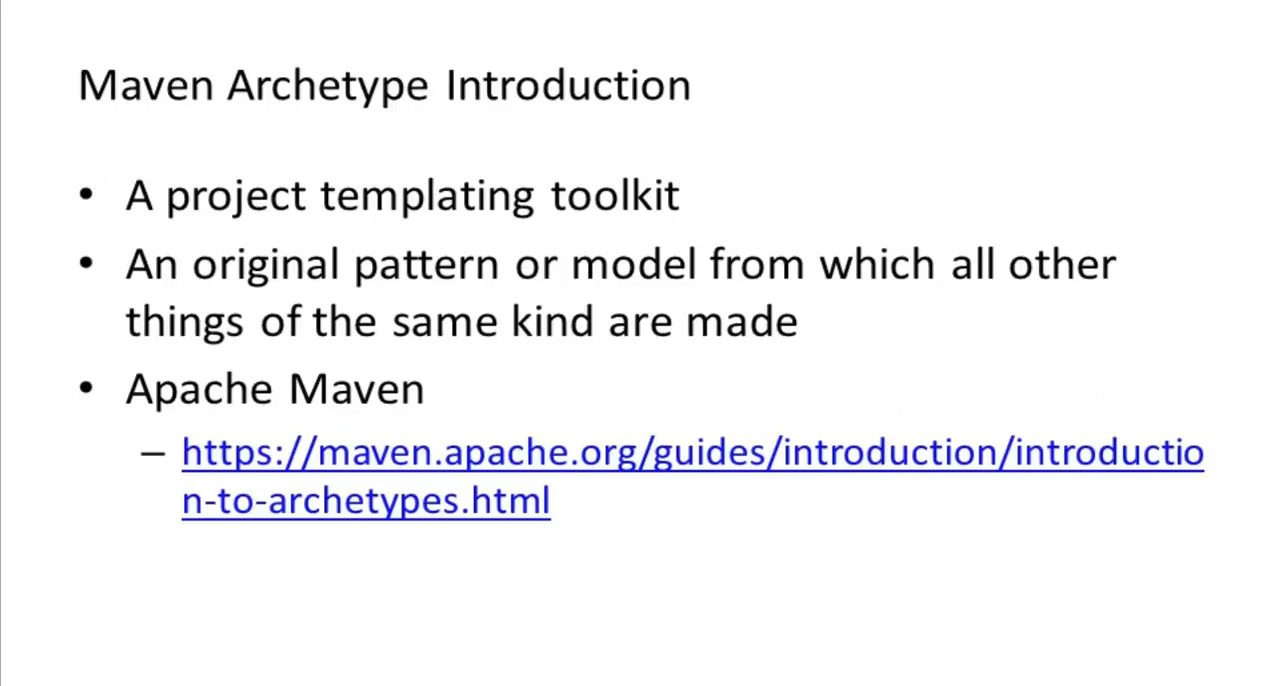 Maven Archetype Introduction
• A project templating toolkit
• An original pattern or model from which all other
things of the same kind are made
• Apache Maven
– https://maven.apache.org/guides/introduction/introductio
n-to-archetypes.html